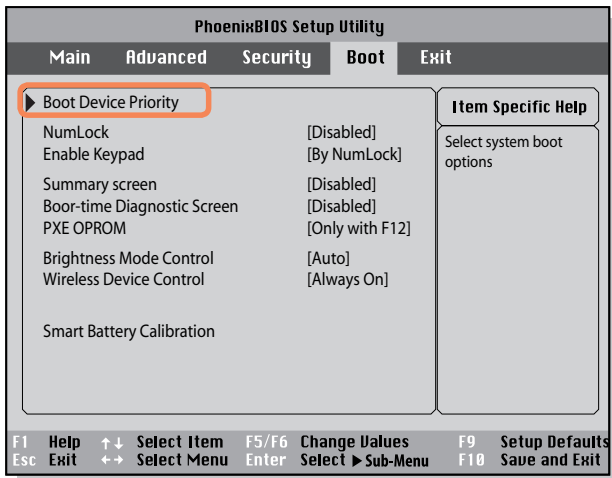 PhoenixBIOS Setup Utility
Main Advanced Security Boot Exit
▶ Boot Device Priority
NumLock [Disabled]
Enable Keypad [By NumLock]
Summary screen [Disabled]
Boor-time Diagnostic Screen [Disabled]
PXE OPROM [Only with F12]
Brightness Mode Control [Auto]
Wireless Device Control [Always On]
Smart Battery Calibration
Item Specific Help
Select system boot
options
F1 Help ↑↓ Select Item F5/F6 Change Values F9 Setup Defaults
Esc Exit ←→ Select Menu Enter Select ▶ Sub-Menu F10 Save and Exit